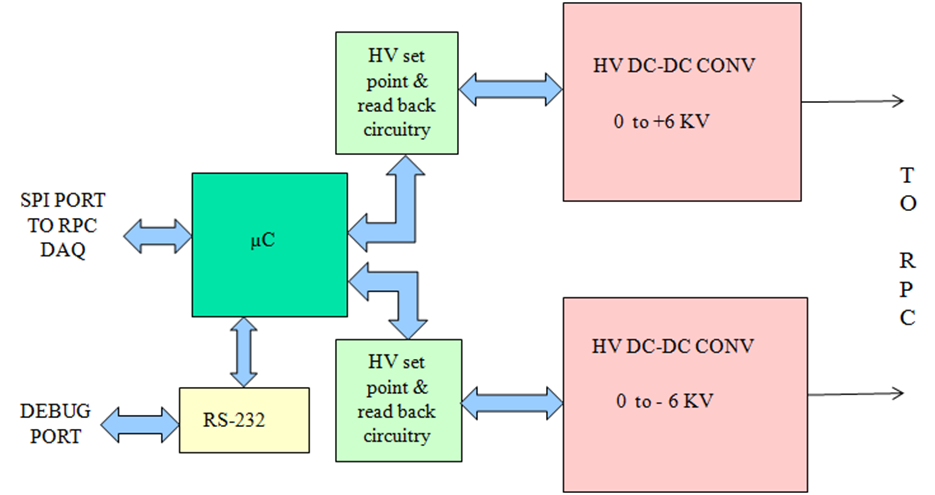 HV set
point &
read back
circuitry
HV DC-DC CONV
0 to +6 KV
SPI PORT
TO RPC
DAQ
µC
T
O
R
P
C
HV set
point &
read back
circuitry
HV DC-DC CONV
0 to - 6 KV
DEBUG
PORT
RS-232